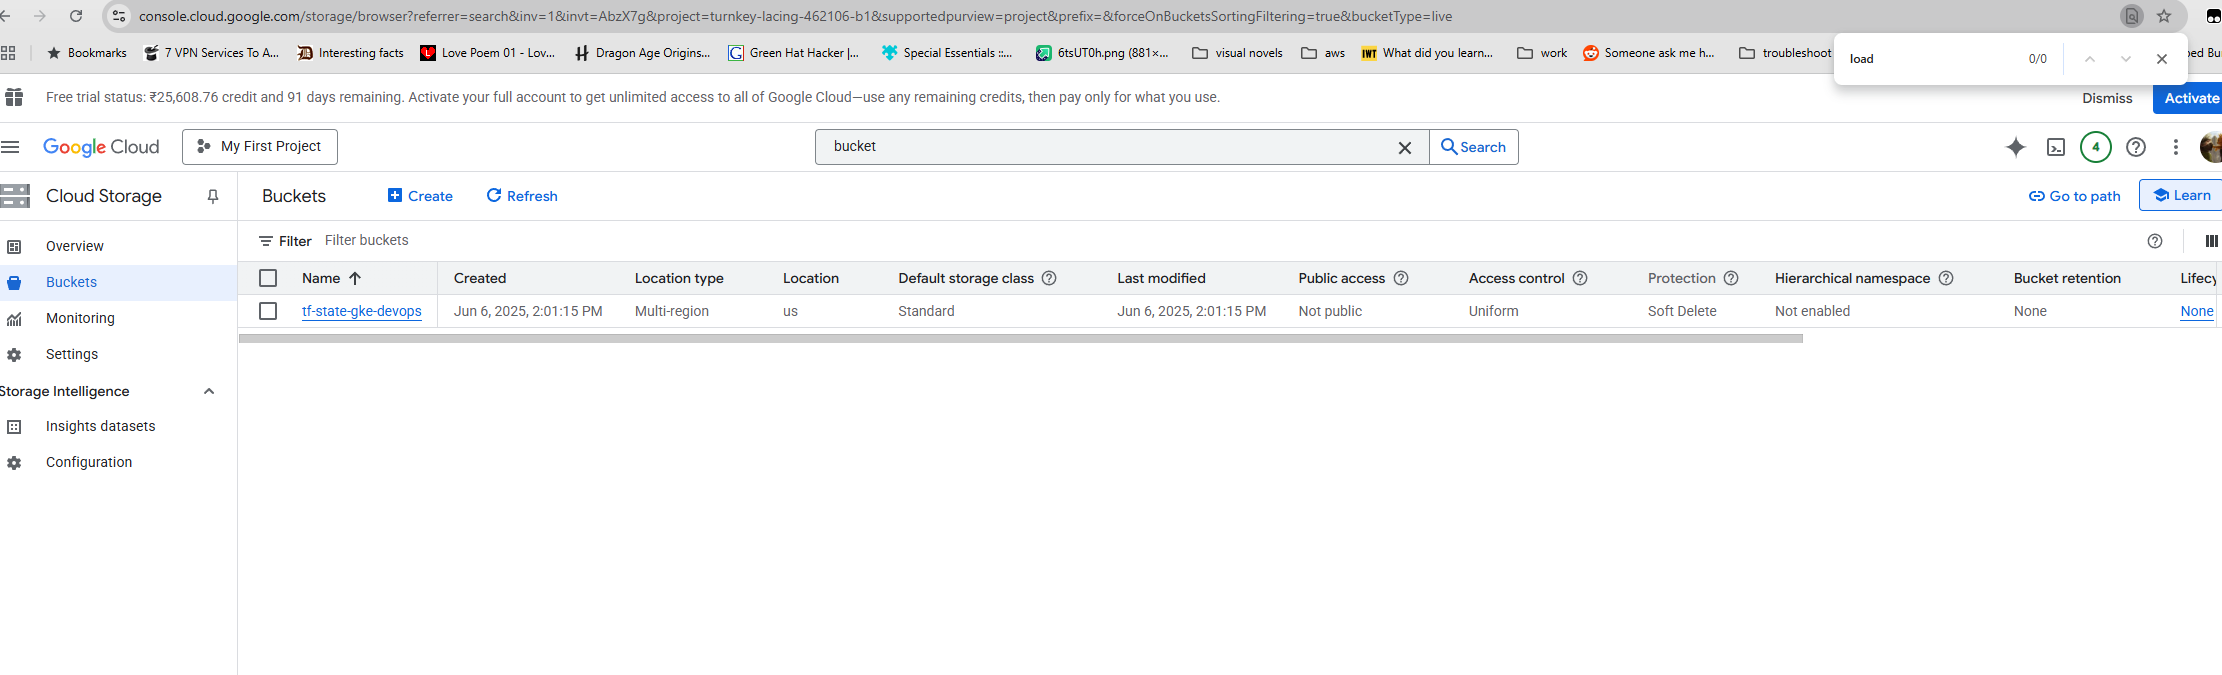 console.cloud.google.com/storage/browser?referrer=search&inv=1&invt=AbzX7g&project=turnkey-lacing-462106-b1&supportedpurview=project&prefix=&forceOnBucketsSortingFiltering=true&bucketType=live
Bookmarks 7 VPN Services To A... Interesting facts Love Poem 01 - Lov... Dragon Age Origins... Green Hat Hacker |... Special Essentials ::... 6tsUT0h.png (881×... visual novels aws What did you learn... work Someone ask me h... troubleshoot
load 0/0
Free trial status: ₹25,608.76 credit and 91 days remaining. Activate your full account to get unlimited access to all of Google Cloud—use any remaining credits, then pay only for what you use. Dismiss Activate
Google Cloud My First Project bucket Search 4
Cloud Storage Buckets Create Refresh Go to path Learn
Overview
Buckets
Monitoring
Settings
Storage Intelligence
Insights datasets
Configuration
Filter Filter buckets
Name Created Location type Location Default storage class Last modified Public access Access control Protection Hierarchical namespace Bucket retention Lifecy
tf-state-gke-devops Jun 6, 2025, 2:01:15 PM Multi-region us Standard Jun 6, 2025, 2:01:15 PM Not public Uniform Soft Delete Not enabled None None